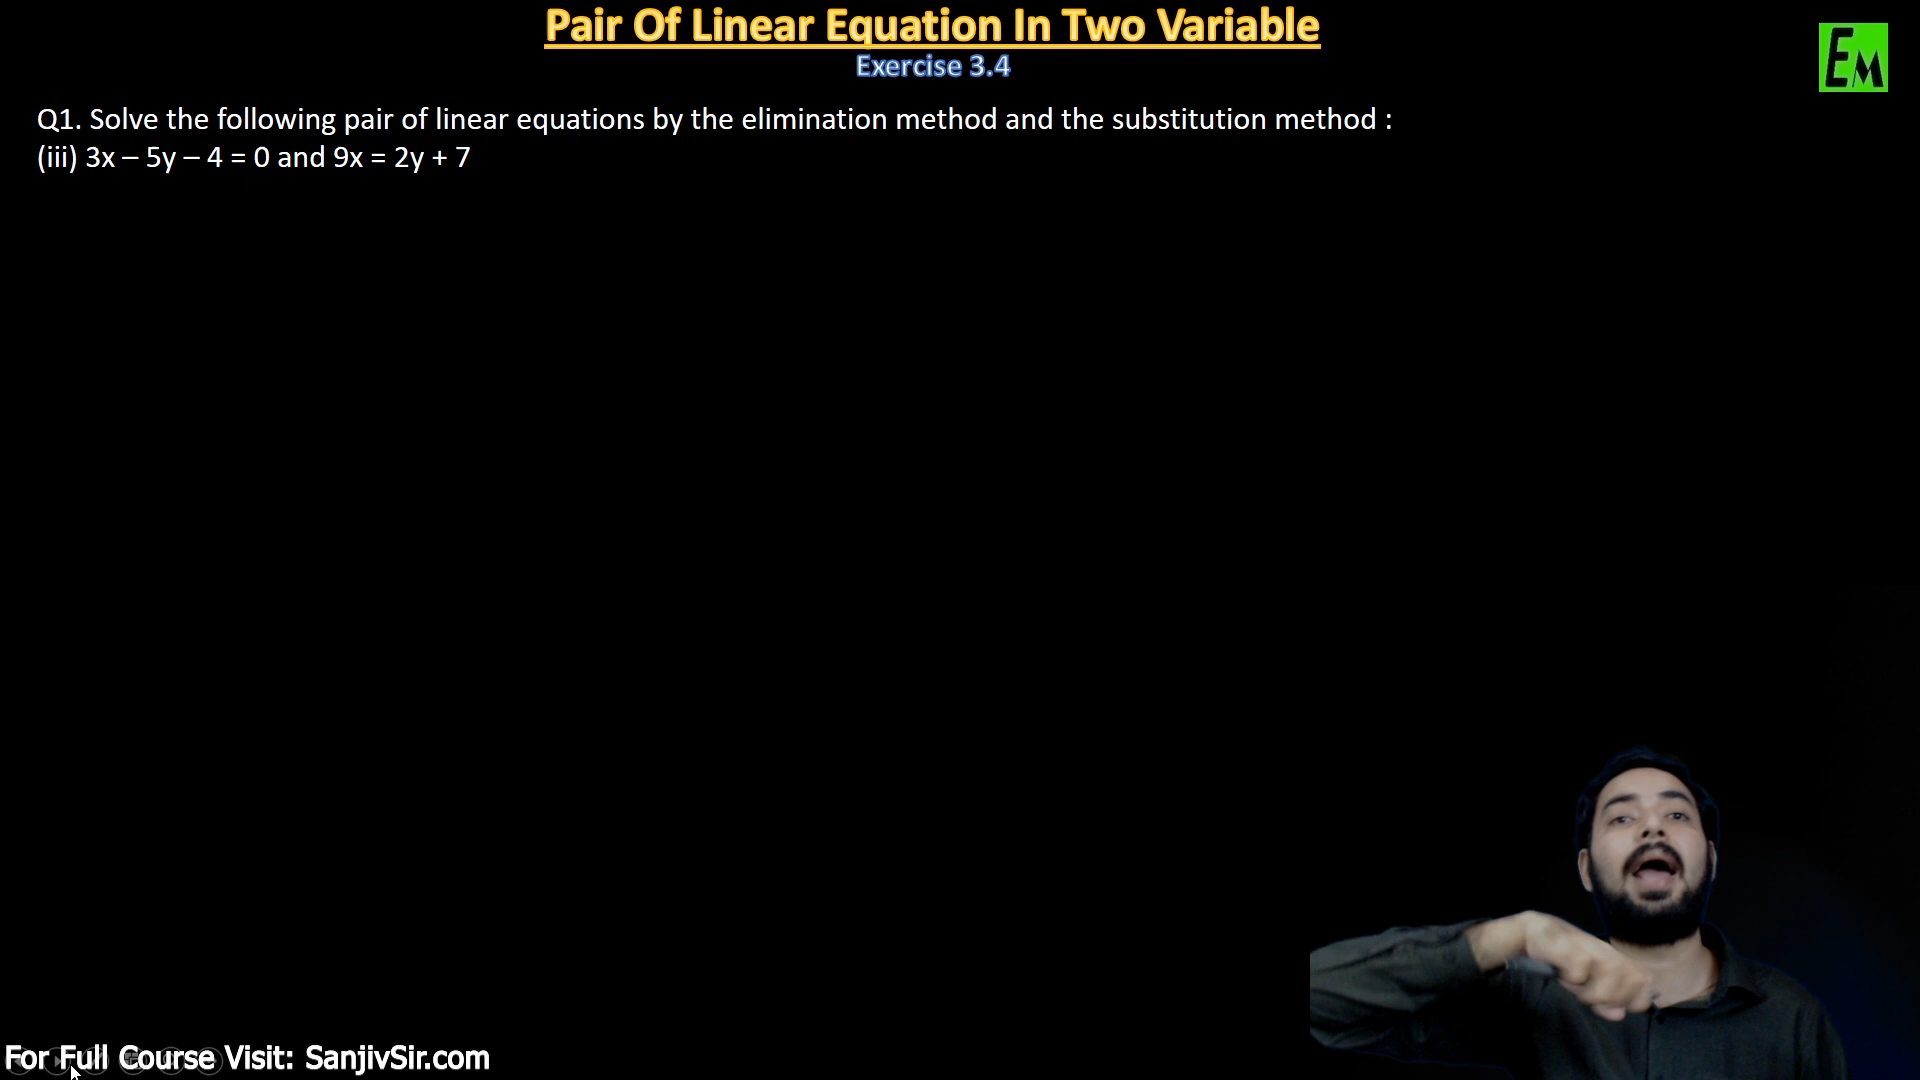 Pair Of Linear Equation In Two Variable
Exercise 3.4
EM
Q1. Solve the following pair of linear equations by the elimination method and the substitution method :
(iii) 3x – 5y – 4 = 0 and 9x = 2y + 7
For Full Course Visit: SanjivSir.com